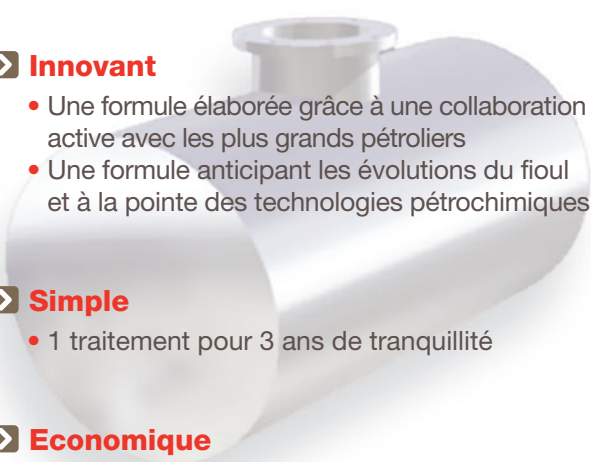 Innovant
• Une formule élaborée grâce à une collaboration
active avec les plus grands pétroliers
• Une formule anticipant les évolutions du fioul
et à la pointe des technologies pétrochimiques
Simple
• 1 traitement pour 3 ans de tranquillité
Economique